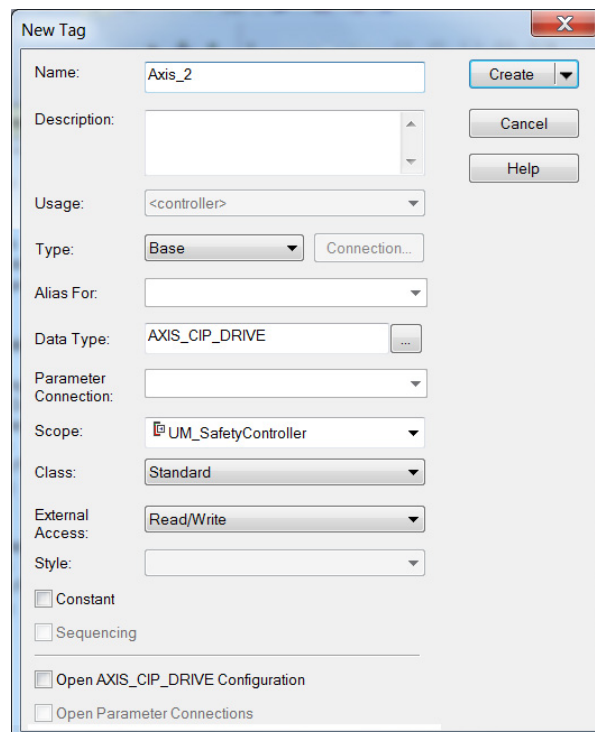 New Tag
X
Name:
Axis_2
Create
Description:
Cancel
Help
Usage:
<controller>
Type:
Base
Connection...
Alias For:
Data Type:
AXIS_CIP_DRIVE
...
Parameter
Connection:
Scope:
UM_SafetyController
Class:
Standard
External
Access:
Read/Write
Style:
Constant
Sequencing
Open AXIS_CIP_DRIVE Configuration
Open Parameter Connections